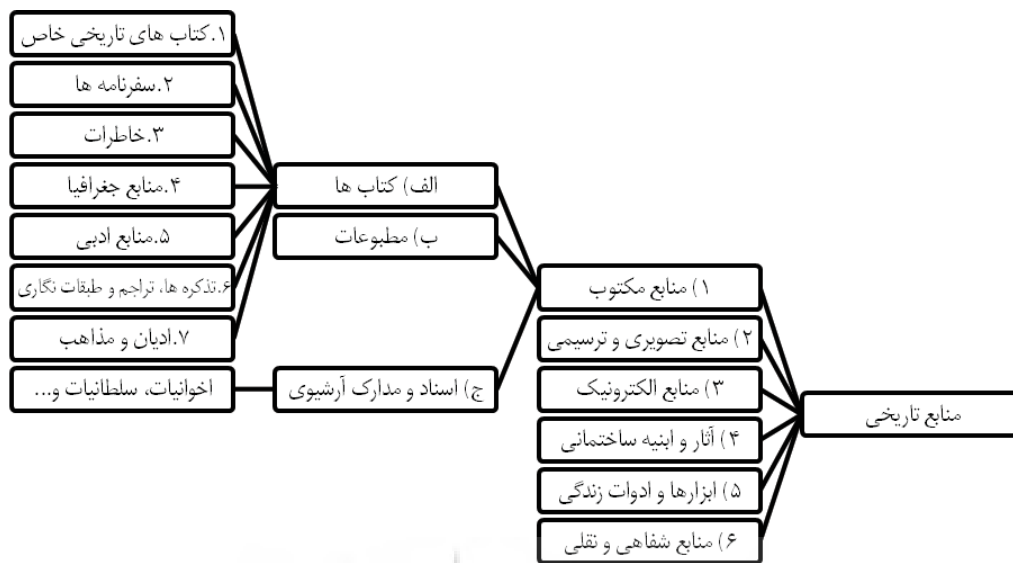 منابع تاریخی
۱) منابع مکتوب
۲) منابع تصویری و ترسیمی
۳) منابع الکترونیک
۴) آثار و ابنیه ساختمانی
۵) ابزارها و ادوات زندگی
۶) منابع شفاهی و نقلی
الف) کتاب ها
ب) مطبوعات
ج) اسناد و مدارک آرشیوی
۱.کتاب های تاریخی خاص
۲.سفرنامه ها
۳.خاطرات
۴.منابع جغرافیا
۵.منابع ادبی
۶.تذکره ها، تراجم و طبقات نگاری
۷.ادیان و مذاهب
اخوانیات، سلطانیات و...